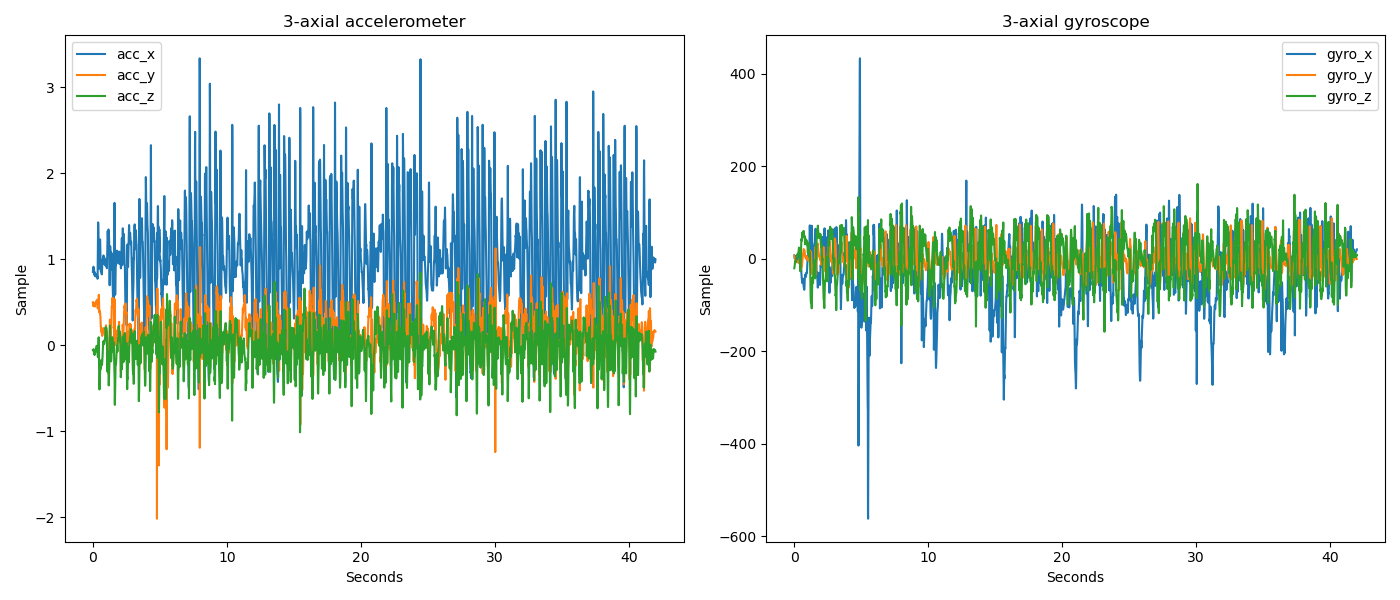 3-axial accelerometer
acc_x
acc_y
acc_z
3
2
1
0
−1
−2
Sample
0
10
20
30
40
Seconds
3-axial gyroscope
gyro_x
gyro_y
gyro_z
400
200
0
−200
−400
−600
Sample
0
10
20
30
40
Seconds